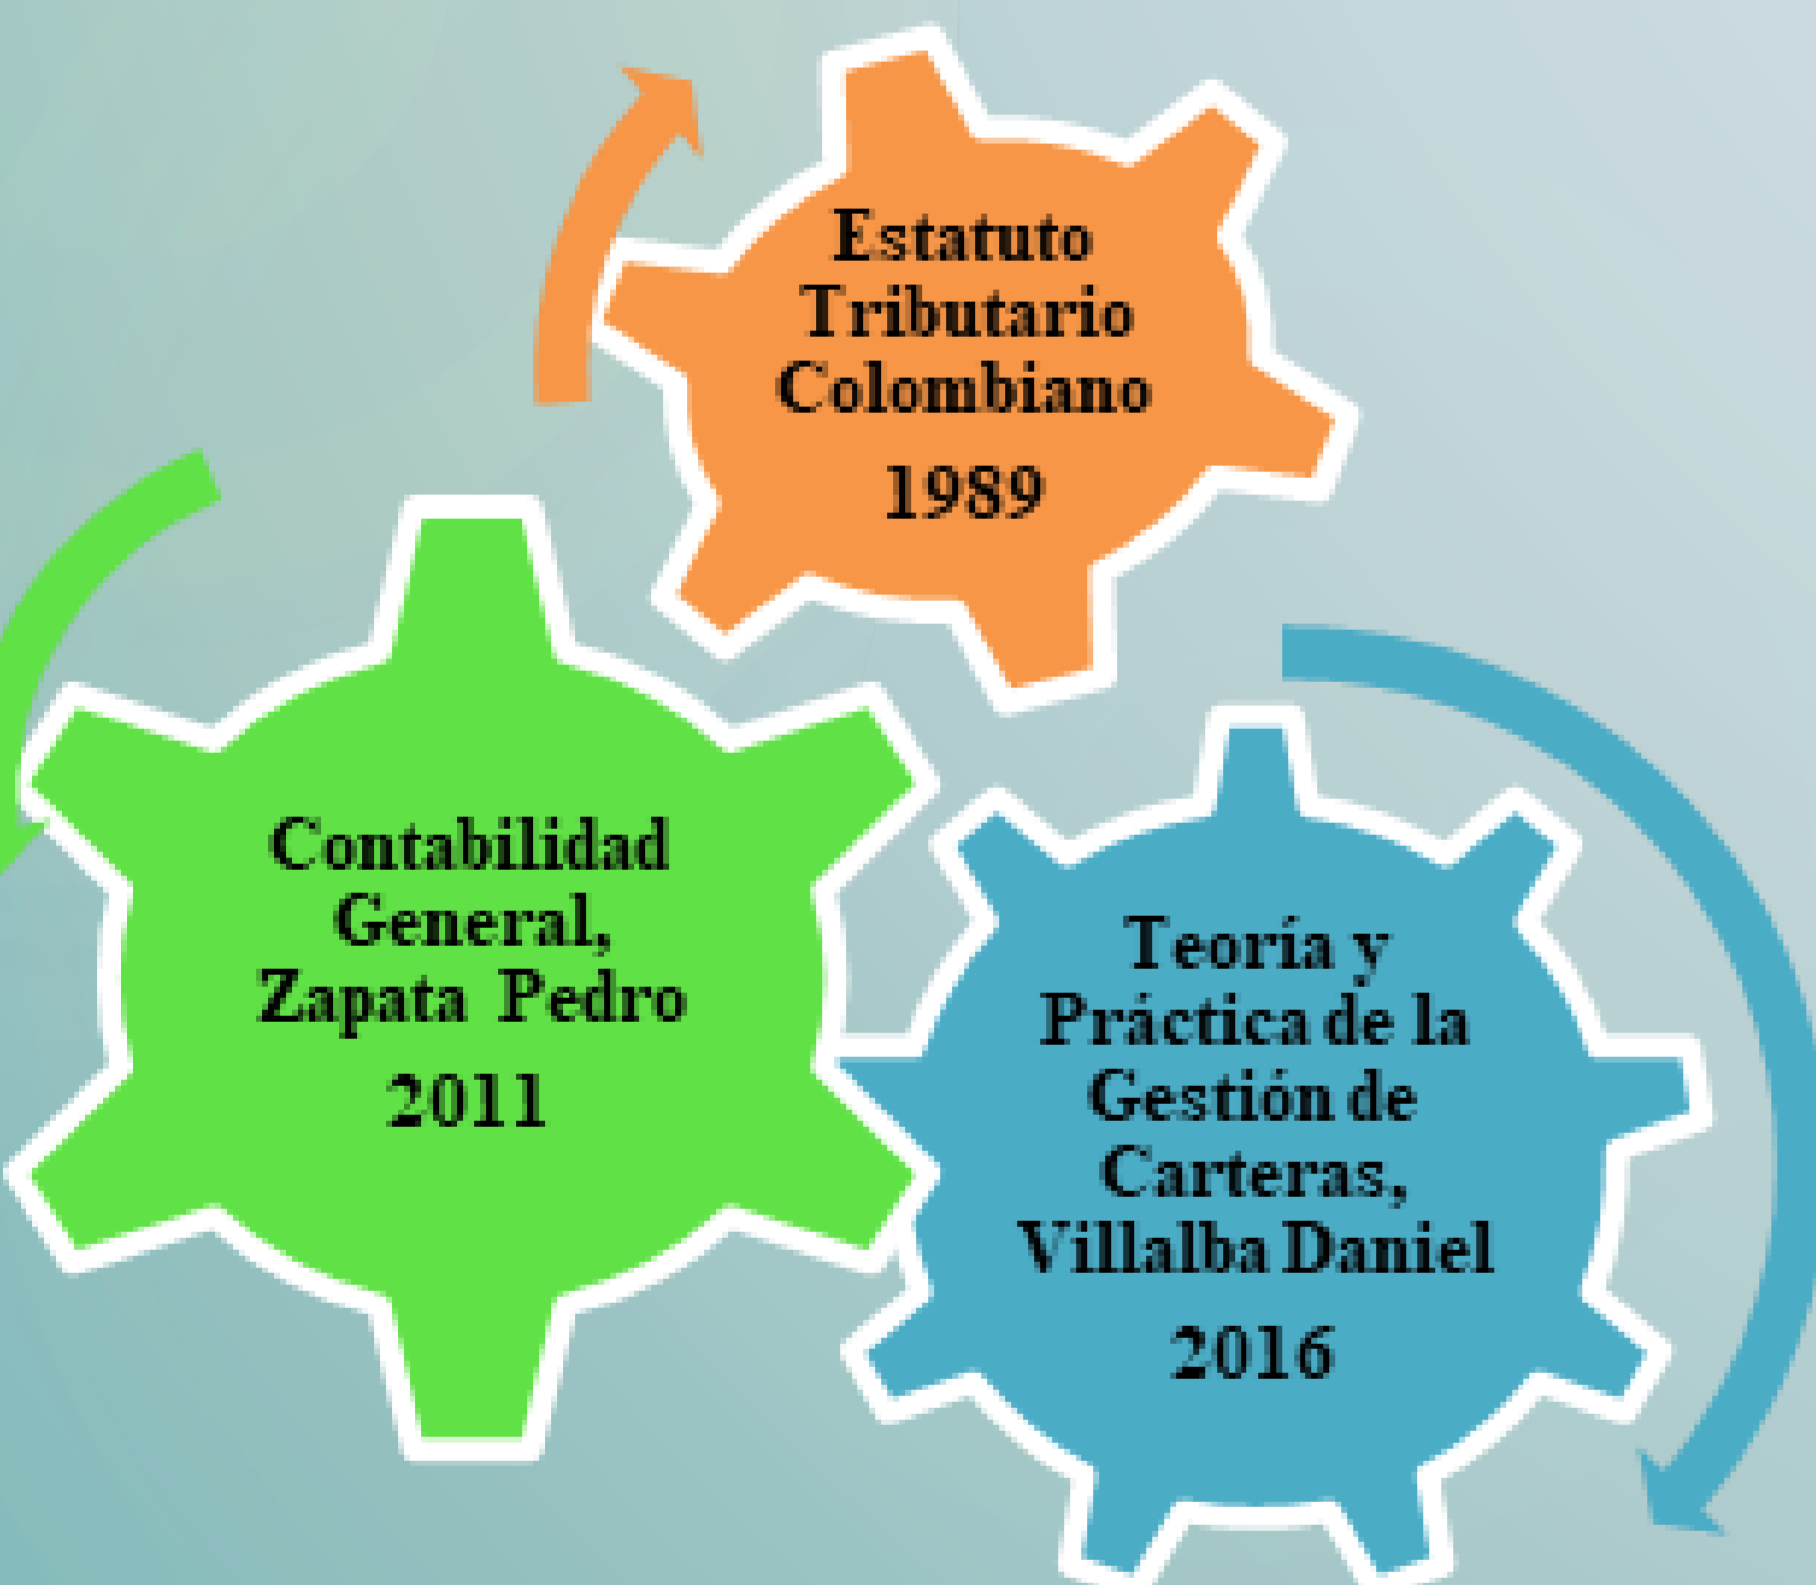 Estatuto
Tributario
Colombiano
1989
Contabilidad
General,
Zapata Pedro
2011
Teoría y
Práctica de la
Gestión de
Carteras,
Villalba Daniel
2016